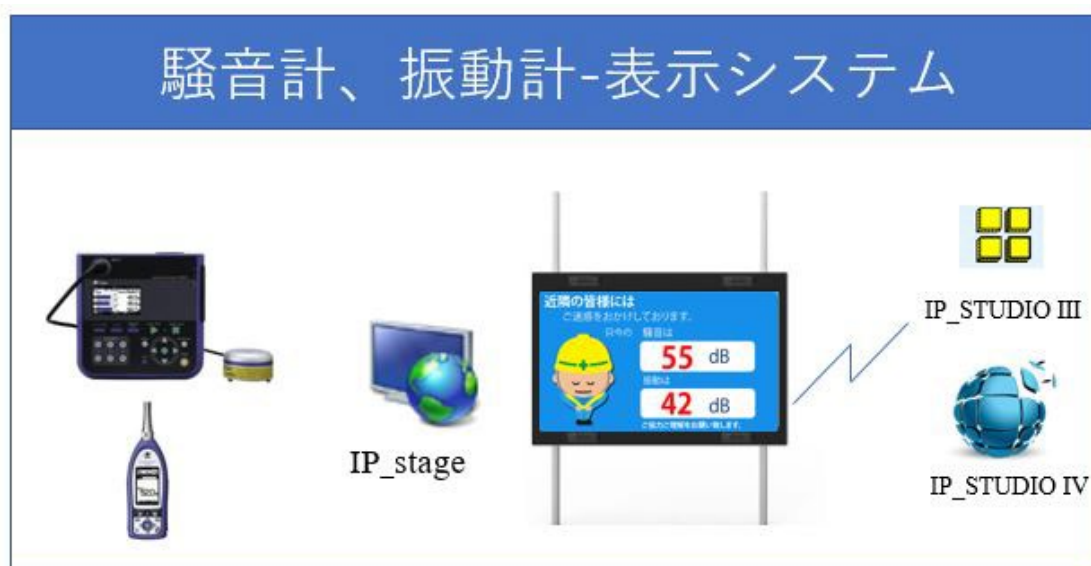 騒音計、振動計-表示システム
近隣の皆様には
ご迷惑をおかけしております。
只今の 騒音は
55 dB
振動は
42 dB
ご協力ご理解をお願い致します。
IP_stage
IP_STUDIO III
IP_STUDIO IV